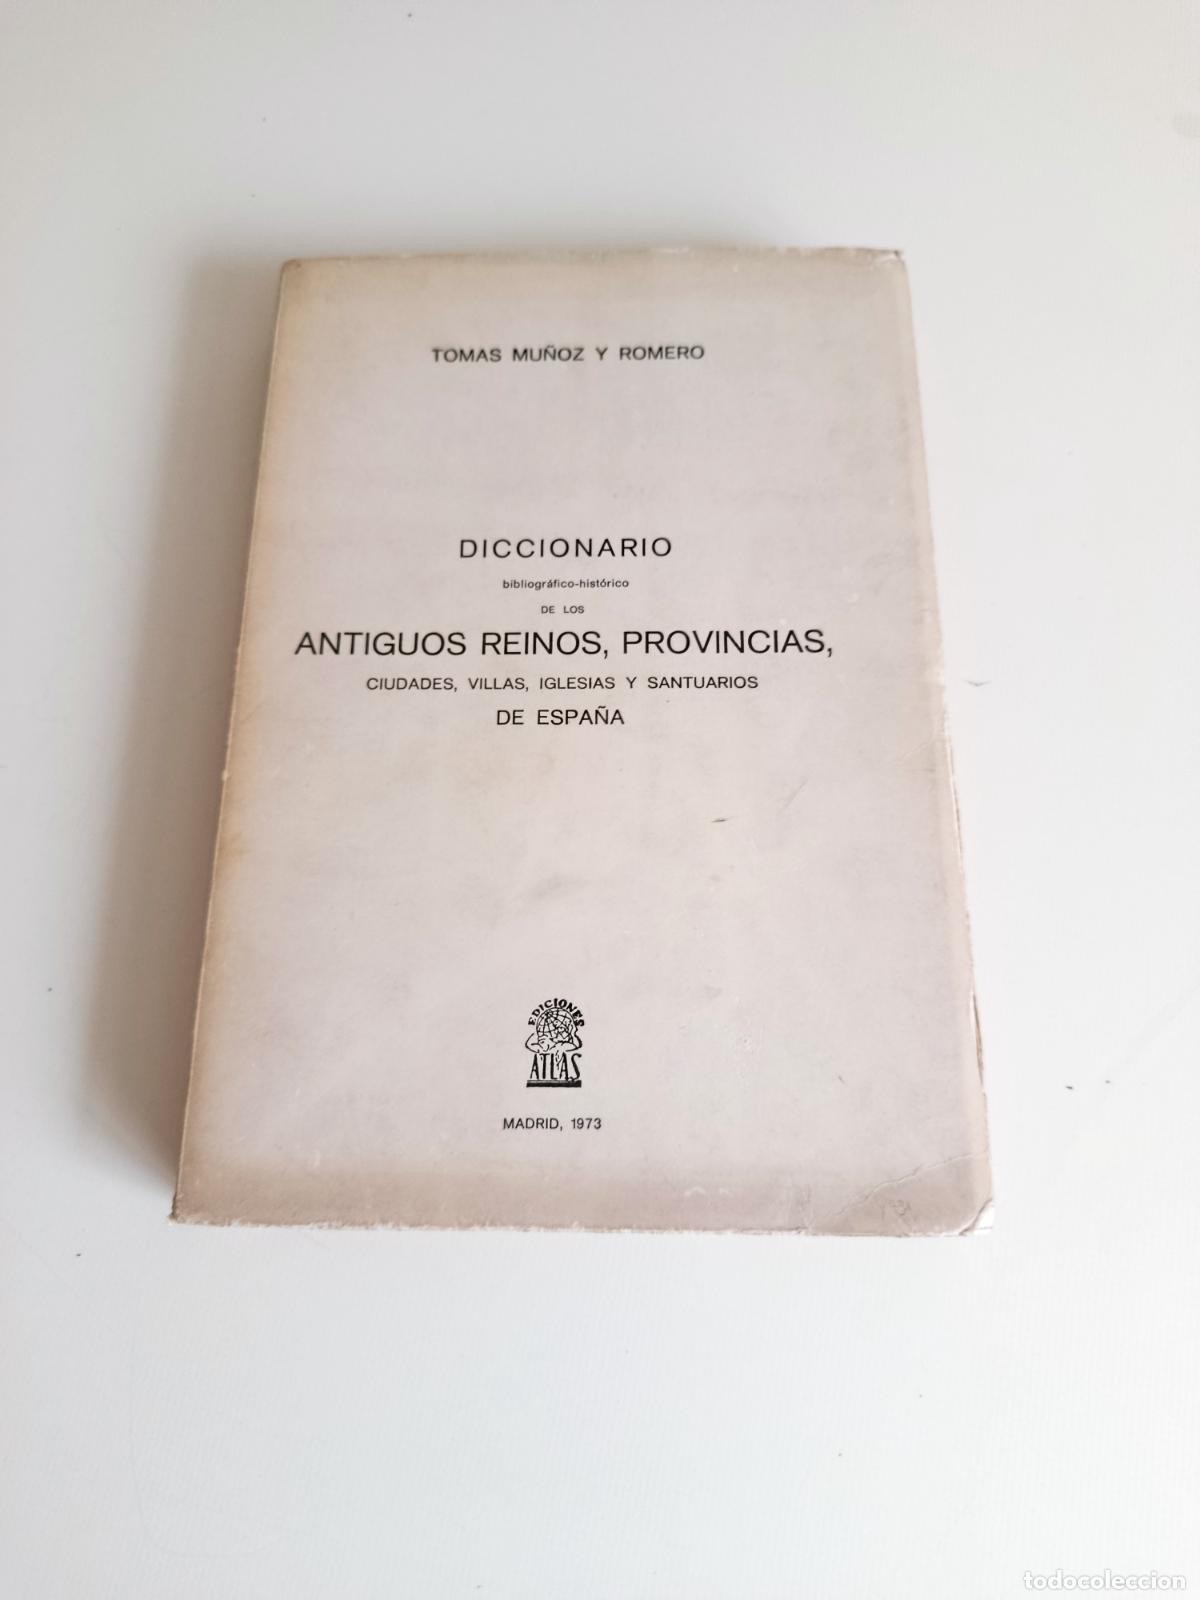 TOMAS MUÑOZ Y ROMERO
DICCIONARIO
bibliográfico-histórico
DE LOS
ANTIGUOS REINOS, PROVINCIAS,
CIUDADES, VILLAS, IGLESIAS Y SANTUARIOS
DE ESPAÑA
EDICIONES
ATLAS
MADRID, 1973
todocoleccion